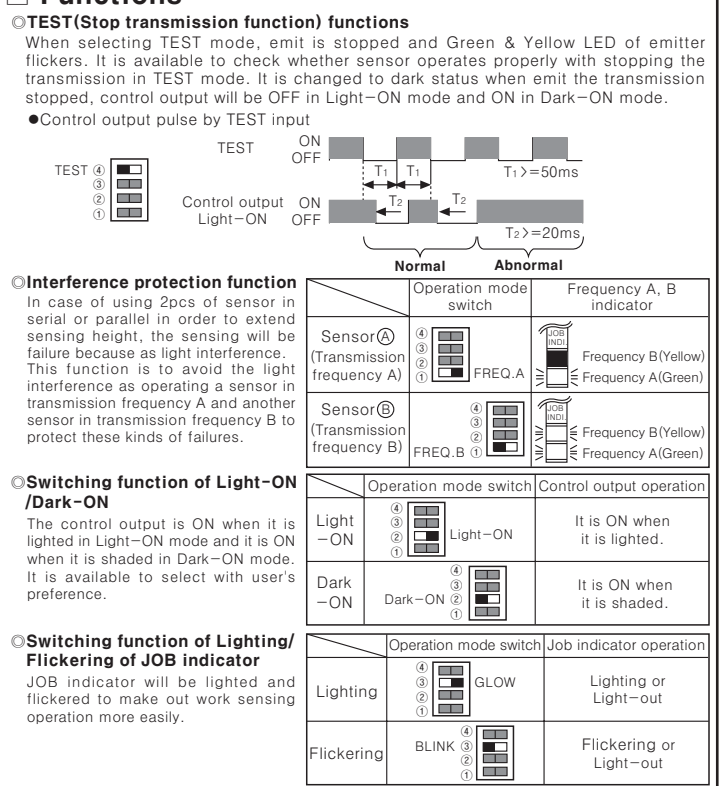 Functions
◎TEST(Stop transmission function) functions
When selecting TEST mode, emit is stopped and Green & Yellow LED of emitter
flickers. It is available to check whether sensor operates properly with stopping the
transmission in TEST mode. It is changed to dark status when emit the transmission
stopped, control output will be OFF in Light-ON mode and ON in Dark-ON mode.
●Control output pulse by TEST input
TEST ④
③
②
①
TEST ON
OFF
T1 T1 T1>=50ms
Control output ON
Light-ON OFF
T2 T2
T2>=20ms
Normal Abnormal
◎Interference protection function
In case of using 2pcs of sensor in
serial or parallel in order to extend
sensing height, the sensing will be
failure because as light interference.
This function is to avoid the light
interference as operating a sensor in
transmission frequency A and another
sensor in transmission frequency B to
protect these kinds of failures.
Operation mode
switch
Frequency A, B
indicator
Sensor Ⓐ
(Transmission
frequency A)
④
③
②
① FREQ.A
JOB
INDI.
Frequency B(Yellow)
Frequency A(Green)
Sensor Ⓑ
(Transmission
frequency B)
④
③
②
FREQ.B ①
JOB
INDI.
Frequency B(Yellow)
Frequency A(Green)
◎Switching function of Light-ON
/Dark-ON
The control output is ON when it is
lighted in Light-ON mode and it is ON
when it is shaded in Dark-ON mode.
It is available to select with user's
preference.
Operation mode switch Control output operation
Light
-ON
④
③
② Light-ON
①
It is ON when
it is lighted.
Dark
-ON
④
③
Dark-ON ②
①
It is ON when
it is shaded.
◎Switching function of Lighting/
Flickering of JOB indicator
JOB indicator will be lighted and
flickered to make out work sensing
operation more easily.
Operation mode switch Job indicator operation
Lighting
④
③ GLOW
②
①
Lighting or
Light-out
Flickering
④
BLINK ③
②
①
Flickering or
Light-out